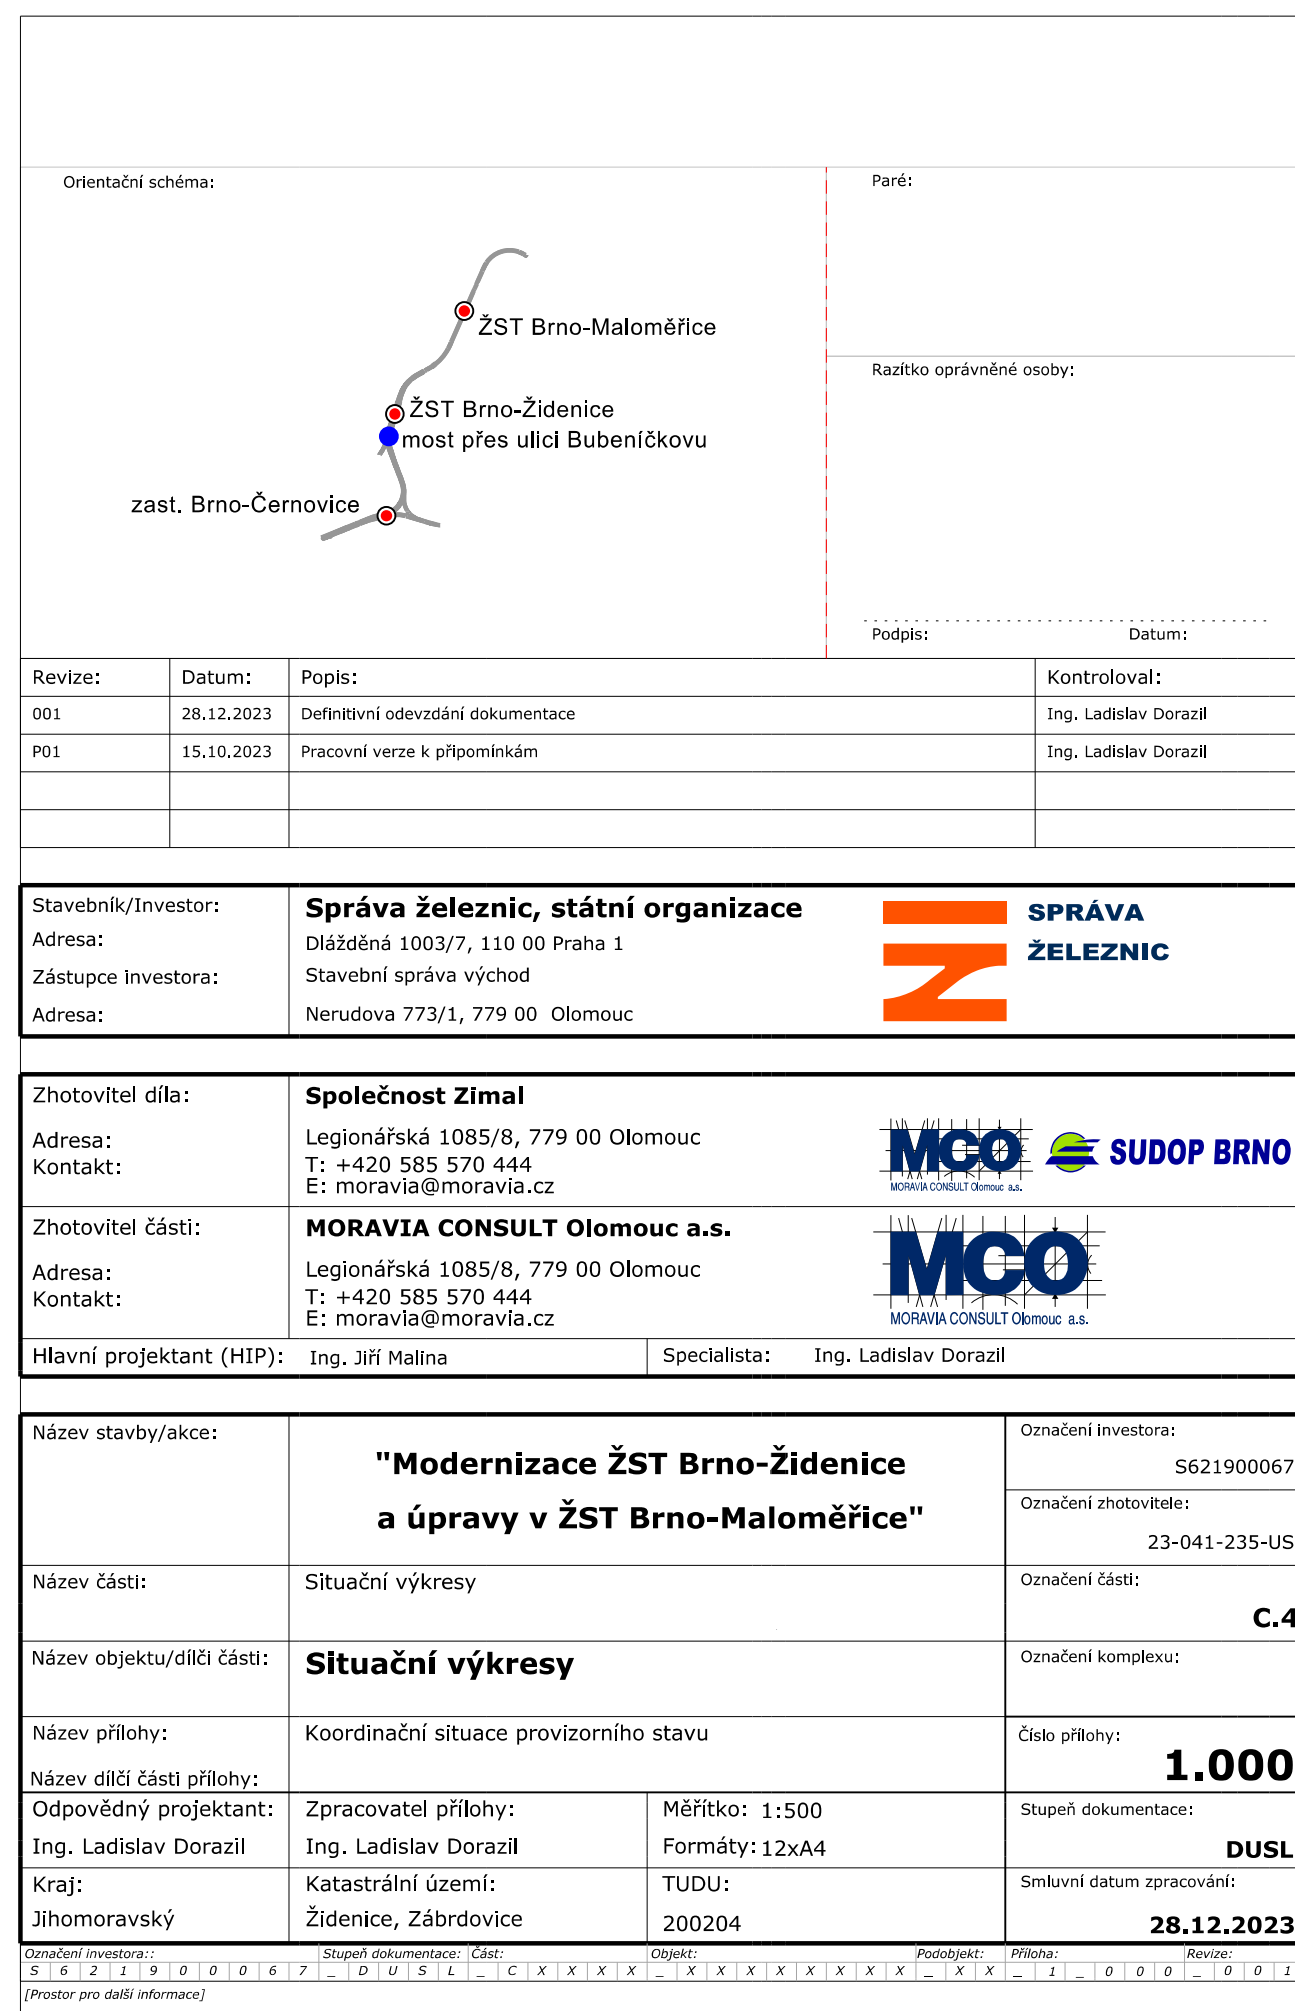 Orientační schéma:
Paré:
ŽST Brno-Maloměřice
Razítko oprávněné osoby:
ŽST Brno-Židenice
most přes ulici Bubeníčkovu
zast. Brno-Černovice
Podpis: Datum:
Revize: Datum: Popis: Kontroloval:
001 28.12.2023 Definitivní odevzdání dokumentace Ing. Ladislav Dorazil
P01 15.10.2023 Pracovní verze k připomínkám Ing. Ladislav Dorazil
Stavebník/Investor: Správa železnic, státní organizace
Adresa: Dlážděná 1003/7, 110 00 Praha 1
Zástupce investora: Stavební správa východ
Adresa: Nerudova 773/1, 779 00 Olomouc
SPRÁVA
ŽELEZNIC
Zhotovitel díla: Společnost Zimal
Adresa: Legionářská 1085/8, 779 00 Olomouc
Kontakt: T: +420 585 570 444
E: moravia@moravia.cz
MCO
MORAVIA CONSULT Olomouc a.s.
SUDOP BRNO
Zhotovitel části: MORAVIA CONSULT Olomouc a.s.
Adresa: Legionářská 1085/8, 779 00 Olomouc
Kontakt: T: +420 585 570 444
E: moravia@moravia.cz
MCO
MORAVIA CONSULT Olomouc a.s.
Hlavní projektant (HIP): Ing. Jiří Malina Specialista: Ing. Ladislav Dorazil
Název stavby/akce:
"Modernizace ŽST Brno-Židenice
a úpravy v ŽST Brno-Maloměřice"
Označení investora:
S621900067
Označení zhotovitele:
23-041-235-US
Název části: Situační výkresy
Označení části:
C.4
Název objektu/dílči části: Situační výkresy
Označení komplexu:
Název přílohy: Koordinační situace provizorního stavu
Název dílčí části přílohy:
Číslo přílohy:
1.000
Odpovědný projektant: Zpracovatel přílohy: Měřítko: 1:500 Stupeň dokumentace:
Ing. Ladislav Dorazil Ing. Ladislav Dorazil Formáty: 12xA4 DUSL
Kraj: Katastrální území: TUDU: Smluvní datum zpracování:
Jihomoravský Židenice, Zábrdovice 200204 28.12.2023
Označení investora:: Stupeň dokumentace: Část: Objekt: Podobjekt: Příloha: Revize:
S 6 2 1 9 0 0 0 6 7 _ D U S L _ C X X X X _ X X X X X X X X _ X X _ 1 _ 0 0 0 _ 0 0 1
[Prostor pro další informace]